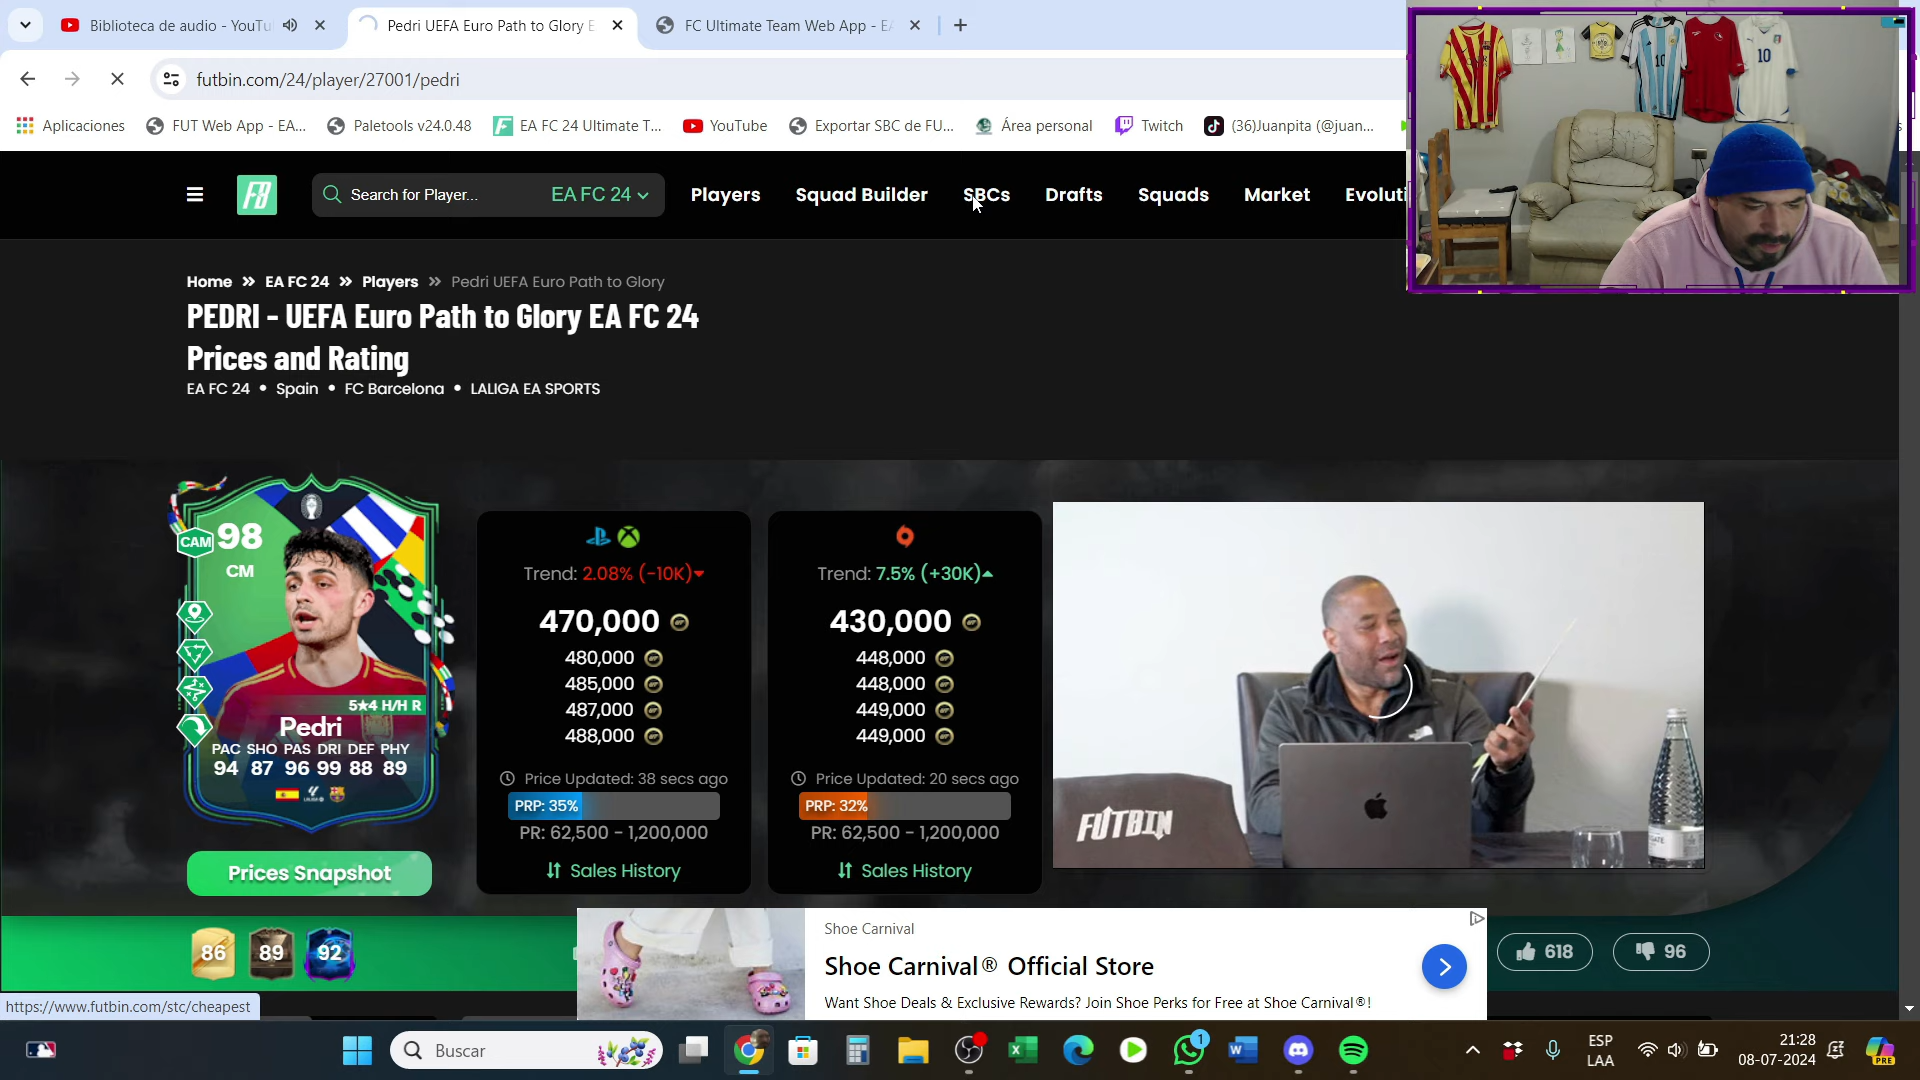 Biblioteca de audio - YouTu
Pedri UEFA Euro Path to Glory E
FC Ultimate Team Web App - EA
futbin.com/24/player/27001/pedri
Aplicaciones
FUT Web App - EA...
Paletools v24.0.48
EA FC 24 Ultimate T...
YouTube
Exportar SBC de FU...
Área personal
Twitch
(36)Juanpita (@juan...
Search for Player...
EA FC 24
Players
Squad Builder
SBCs
Drafts
Squads
Market
Evoluti
Home » EA FC 24 » Players » Pedri UEFA Euro Path to Glory
PEDRI - UEFA Euro Path to Glory EA FC 24
Prices and Rating
EA FC 24 • Spain • FC Barcelona • LALIGA EA SPORTS
98
CAM
CM
5★4 H/H R
Pedri
PAC SHO PAS DRI DEF PHY
94 87 96 99 88 89
Prices Snapshot
86
89
92
Trend: 2.08% (-10K)
470,000
480,000
485,000
487,000
488,000
Price Updated: 38 secs ago
PRP: 35%
PR: 62,500 - 1,200,000
Sales History
Trend: 7.5% (+30K)
430,000
448,000
448,000
449,000
449,000
Price Updated: 20 secs ago
PRP: 32%
PR: 62,500 - 1,200,000
Sales History
FUTBIN
10
10
Shoe Carnival
Shoe Carnival® Official Store
Want Shoe Deals & Exclusive Rewards? Join Shoe Perks for Free at Shoe Carnival®!
618
96
https://www.futbin.com/stc/cheapest
Buscar
1
ESP
LAA
21:28
08-07-2024
PRE